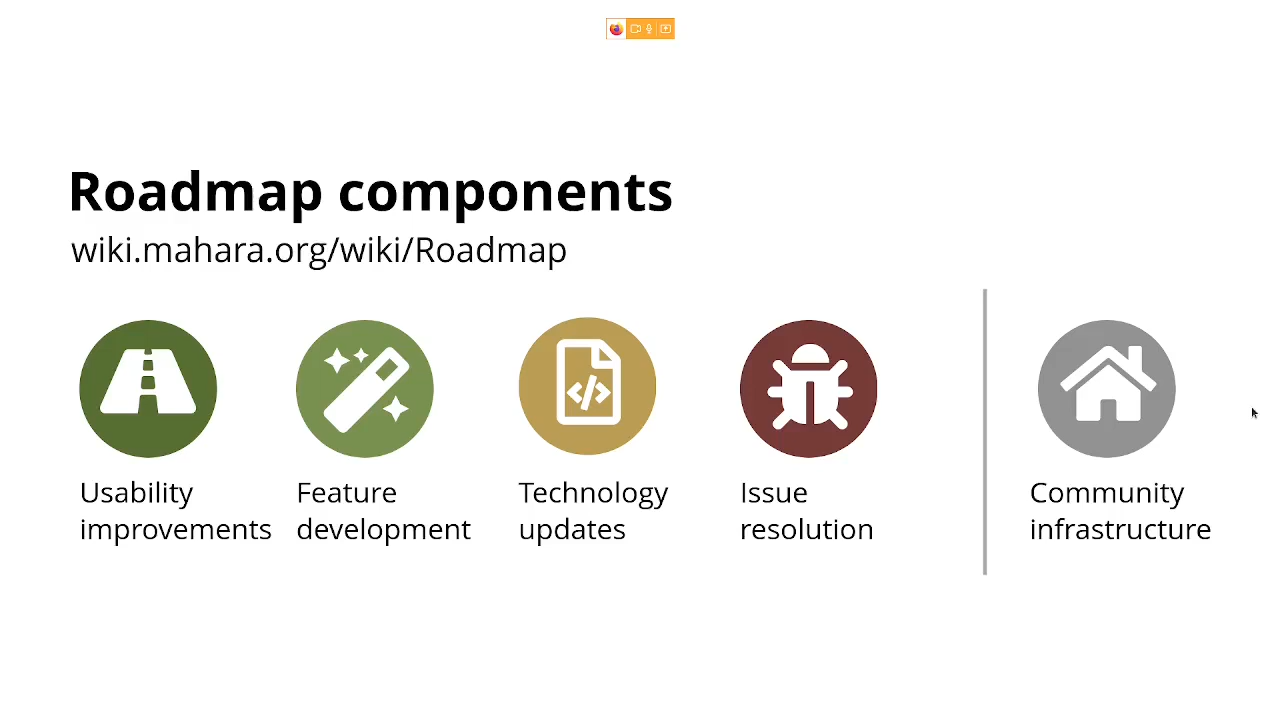 Roadmap components
wiki.mahara.org/wiki/Roadmap
Usability
improvements
Feature
development
Technology
updates
Issue
resolution
Community
infrastructure